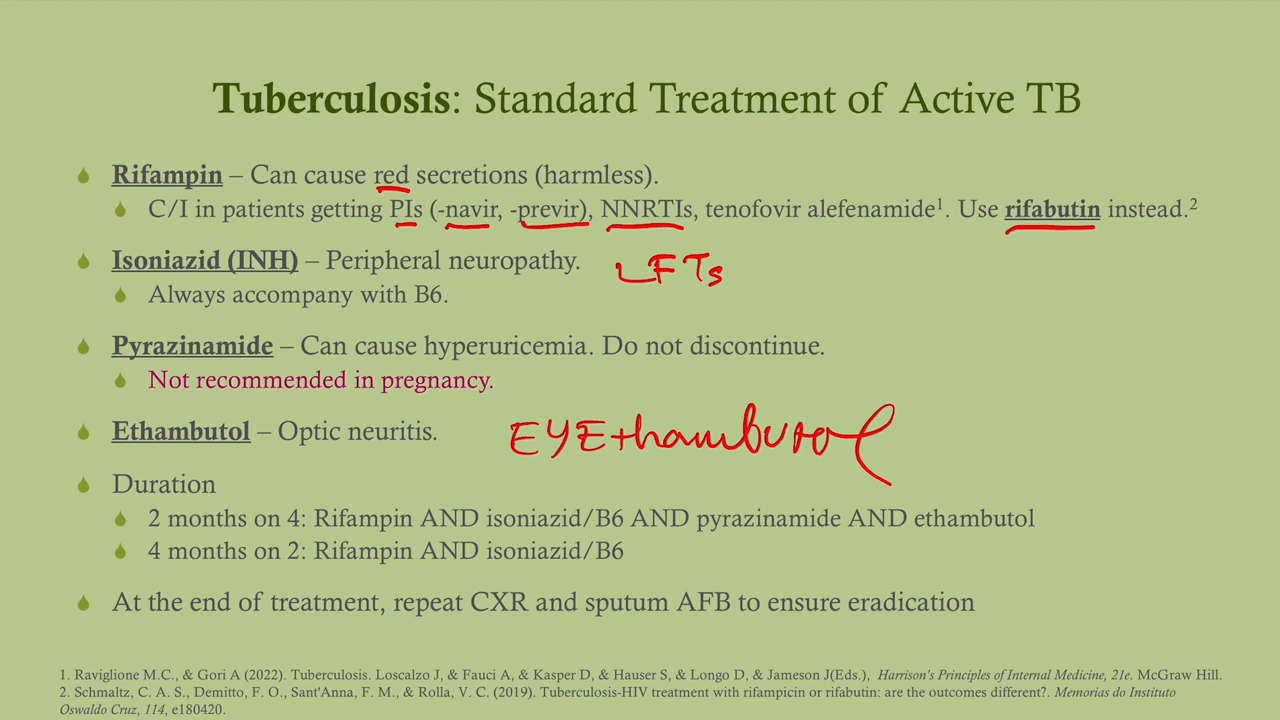 Tuberculosis: Standard Treatment of Active TB
Rifampin – Can cause red secretions (harmless).
C/I in patients getting PIs (-navir, -previr), NNRTIs, tenofovir alefenamide¹. Use rifabutin instead.²
Isoniazid (INH) – Peripheral neuropathy. LFTs
Always accompany with B6.
Pyrazinamide – Can cause hyperuricemia. Do not discontinue.
Not recommended in pregnancy.
Ethambutol – Optic neuritis. EYEthambutol
Duration
2 months on 4: Rifampin AND isoniazid/B6 AND pyrazinamide AND ethambutol
4 months on 2: Rifampin AND isoniazid/B6
At the end of treatment, repeat CXR and sputum AFB to ensure eradication
1. Raviglione M.C., & Gori A (2022). Tuberculosis. Loscalzo J, & Fauci A, & Kasper D, & Hauser S, & Longo D, & Jameson J(Eds.), Harrison's Principles of Internal Medicine, 21e. McGraw Hill.
2. Schmaltz, C. A. S., Demitto, F. O., Sant'Anna, F. M., & Rolla, V. C. (2019). Tuberculosis-HIV treatment with rifampicin or rifabutin: are the outcomes different?. Memorias do Instituto
Oswaldo Cruz, 114, e180420.